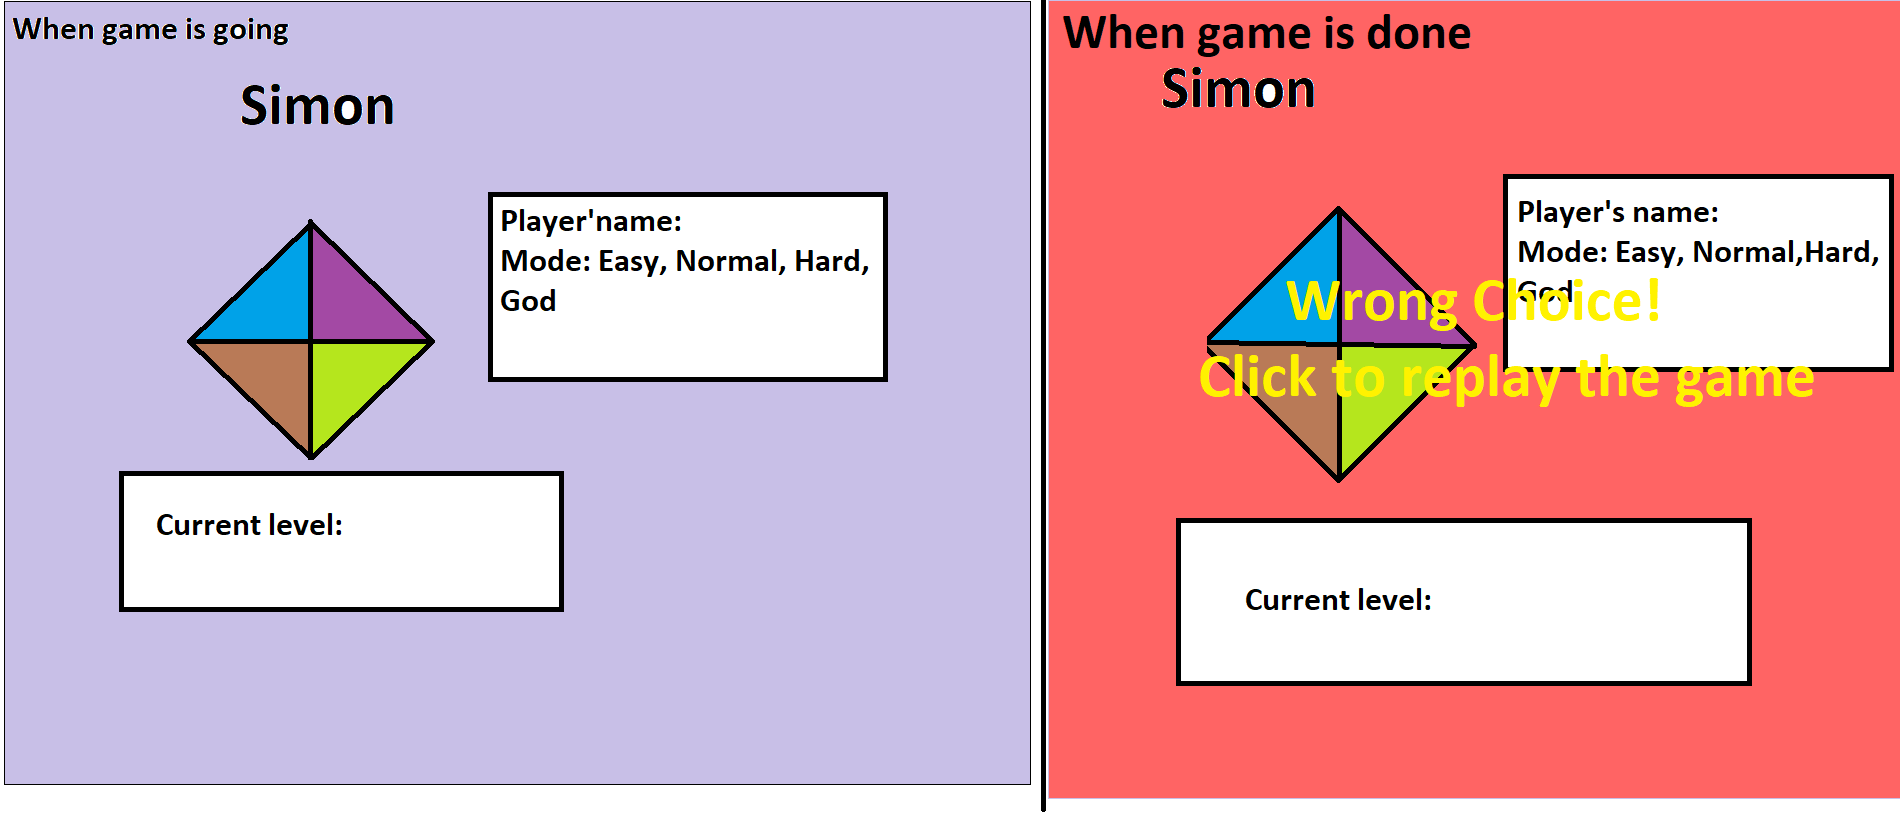 When game is going
Simon
Player'name:
Mode: Easy, Normal, Hard,
God
Current level:
When game is done
Simon
Player's name:
Mode: Easy, Normal,Hard,
God
Wrong Choice!
Click to replay the game
Current level: